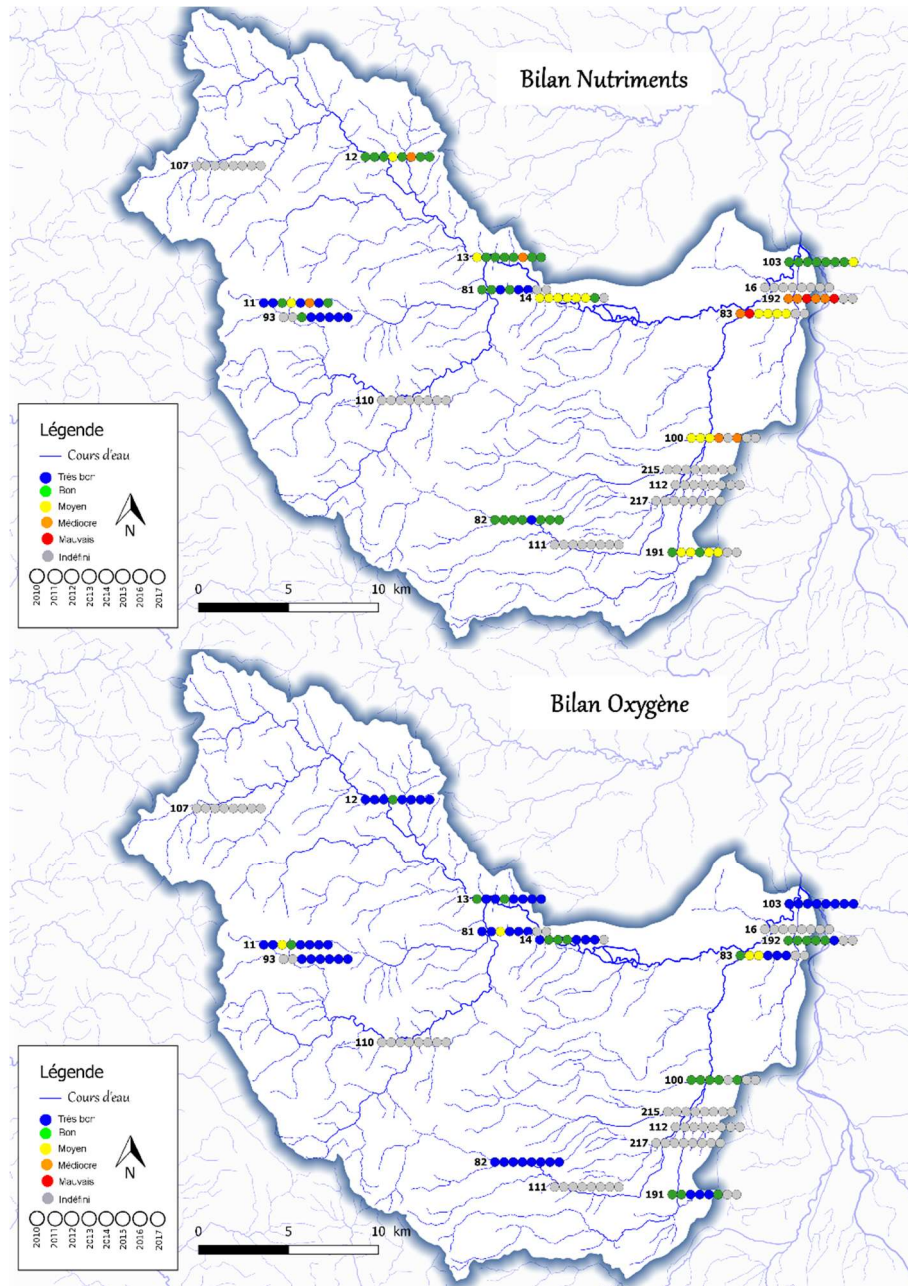 Bilan Nutriments
107
12
13
103
81
16
14
192
11
83
93
110
100
215
112
217
82
111
191
Légende
Cours d'eau
Très bon
Bon
Moyen
Médiocre
Mauvais
Indéfini
N
2010 2011 2012 2013 2014 2015 2016 2017
0 5 10 km
Bilan Oxygène
12
107
13
103
81
16
14
192
11
83
93
110
100
215
112
217
82
111
191
Légende
Cours d'eau
Très bon
Bon
Moyen
Médiocre
Mauvais
Indéfini
N
2010 2011 2012 2013 2014 2015 2016 2017
0 5 10 km